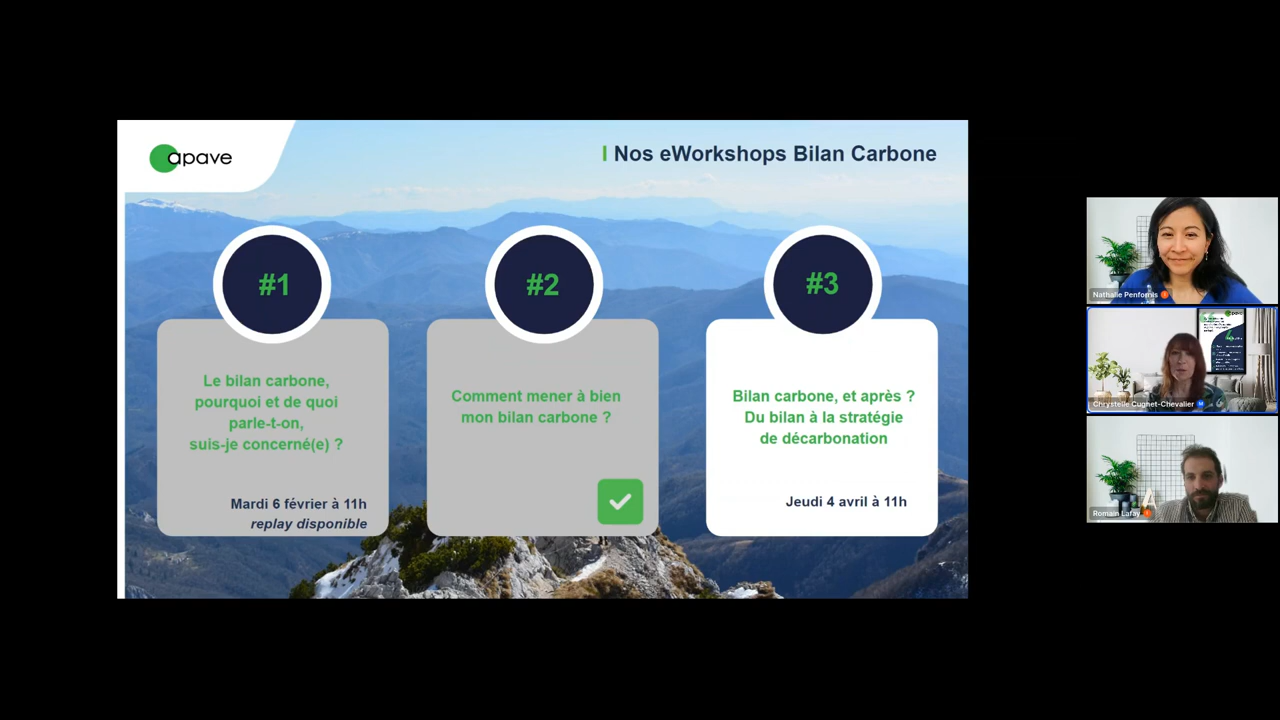 apave
Nos eWorkshops Bilan Carbone
#1
Le bilan carbone,
pourquoi et de quoi
parle-t-on,
suis-je concerné(e) ?
Mardi 6 février à 11h
replay disponible
#2
Comment mener à bien
mon bilan carbone ?
#3
Bilan carbone, et après ?
Du bilan à la stratégie
de décarbonation
Jeudi 4 avril à 11h
Nathalie Penfornis
Chrystelle Cugnet-Chevalier
Romain Lafay